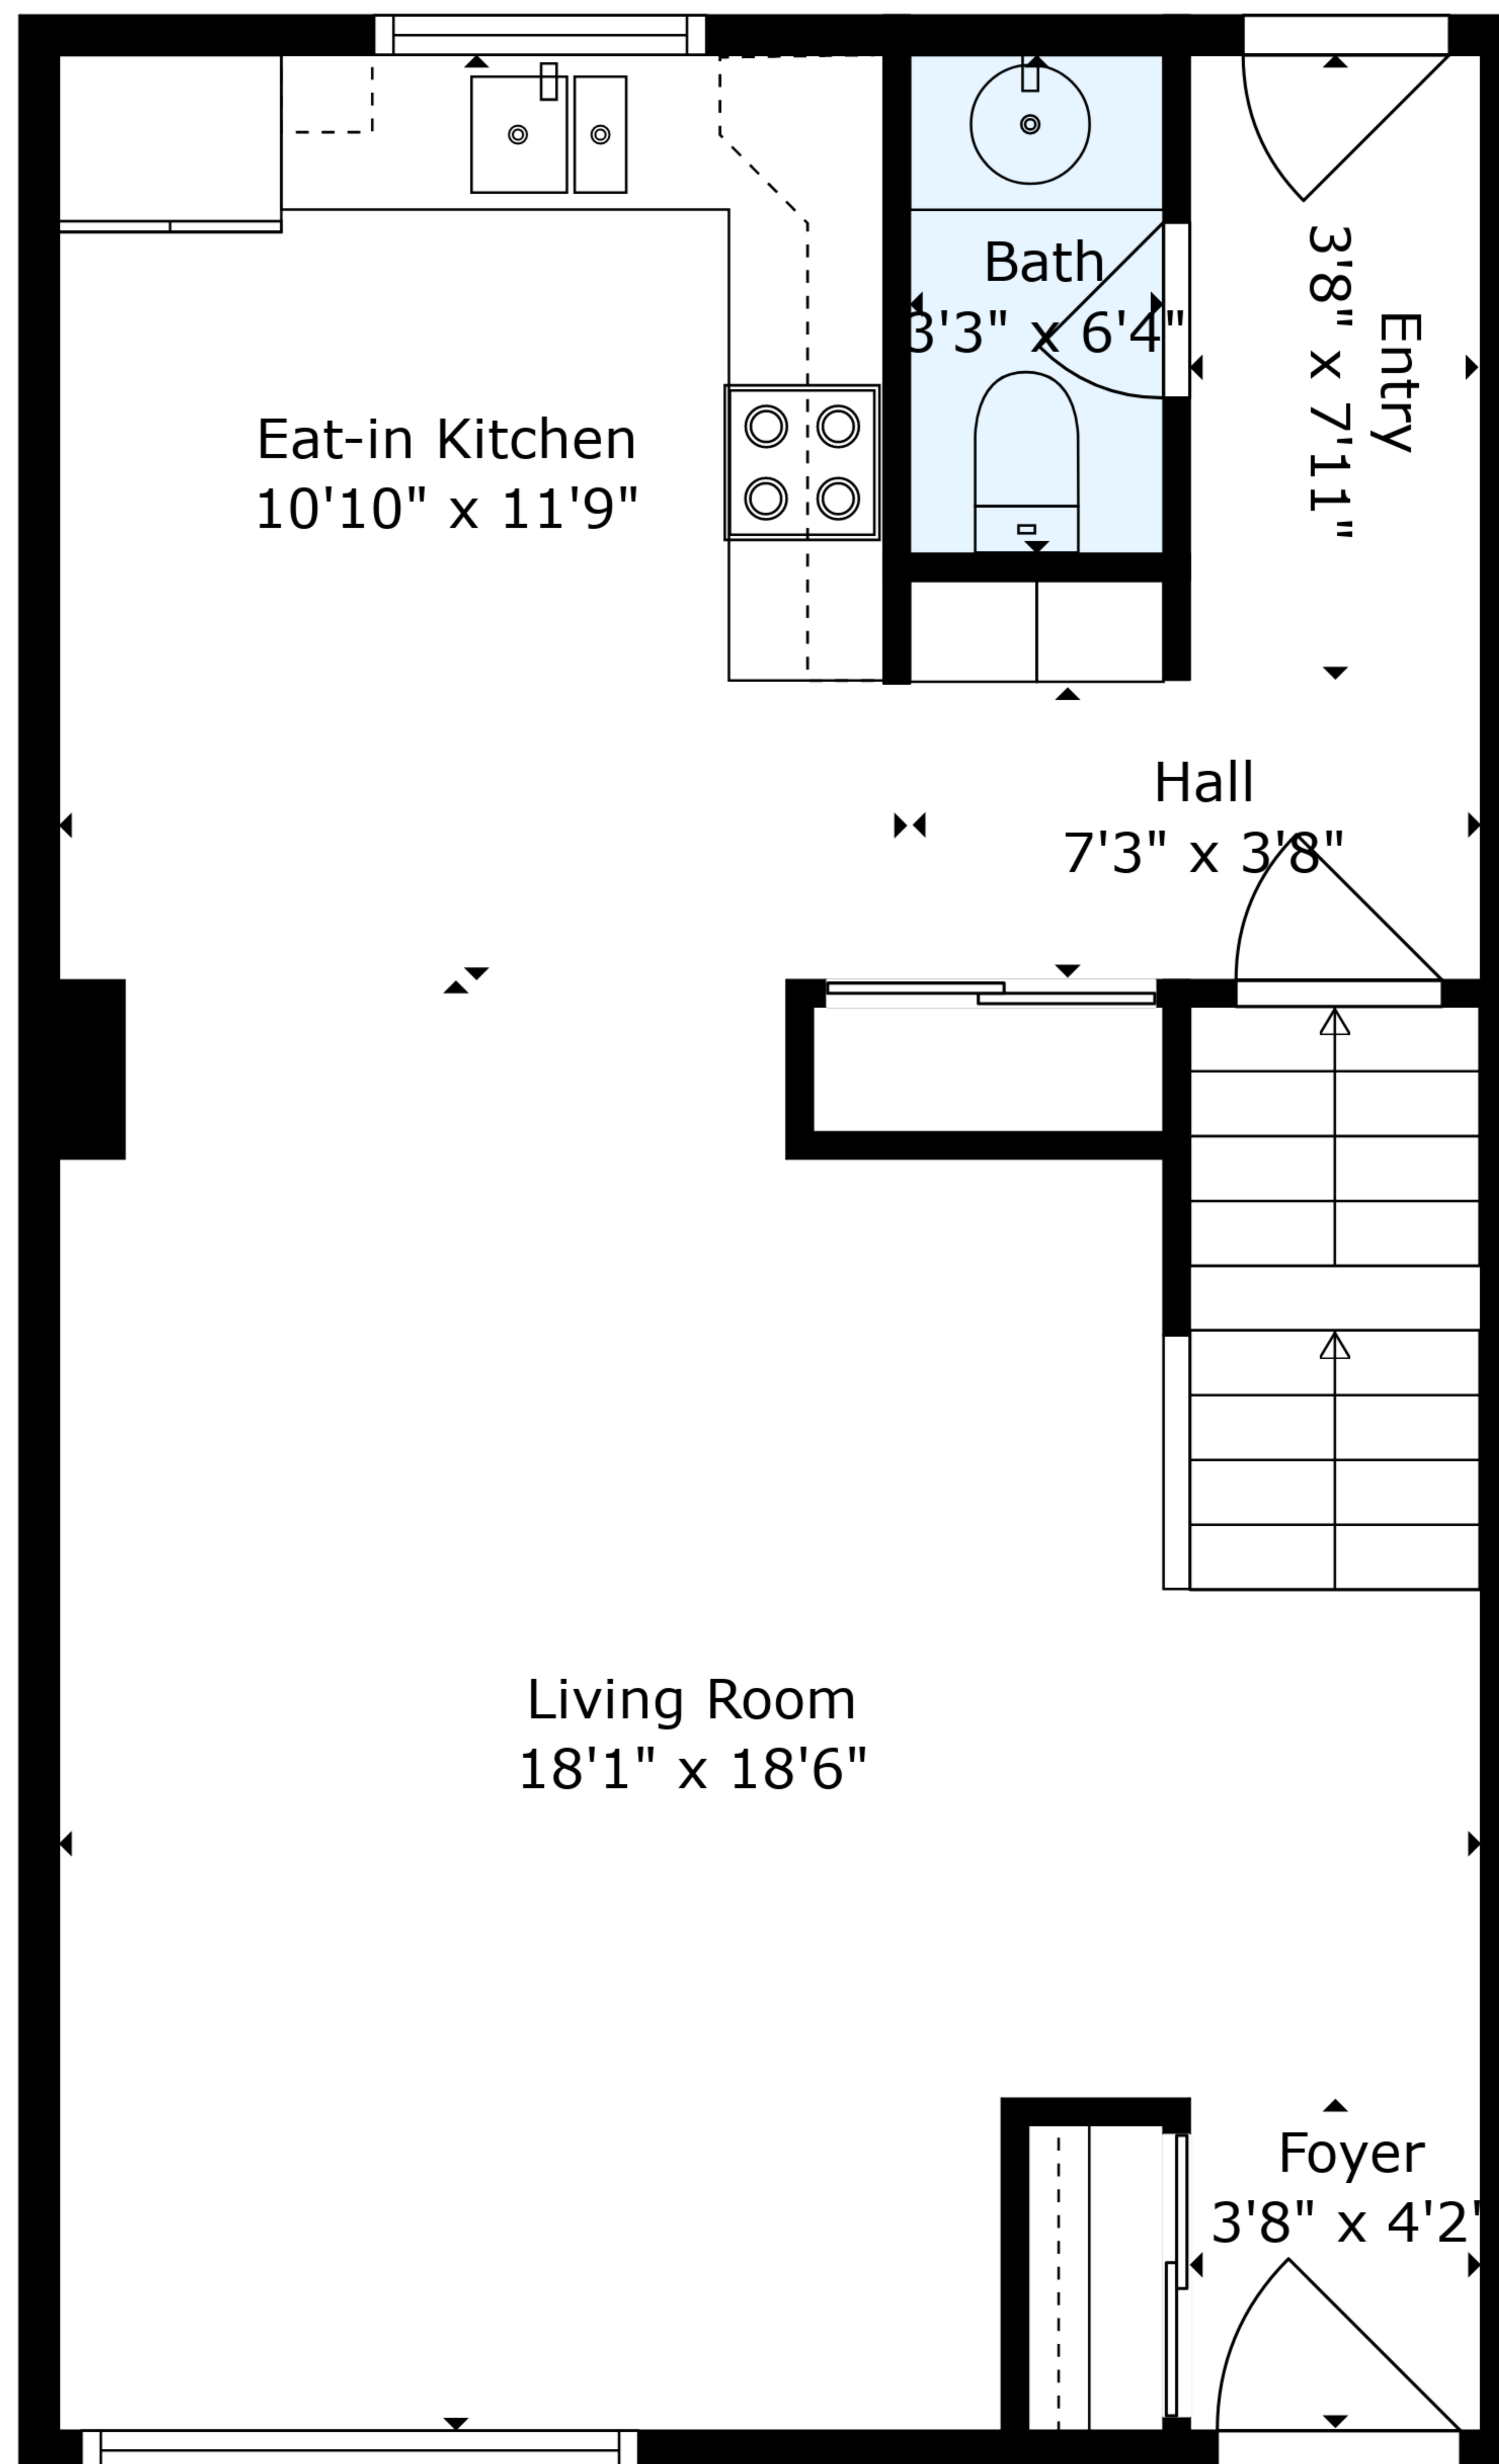 Bath
3'3" x 6'4"
Entry
3'8" x 7'11"
Eat-in Kitchen
10'10" x 11'9"
Hall
7'3" x 3'8"
Living Room
18'1" x 18'6"
Foyer
3'8" x 4'2"